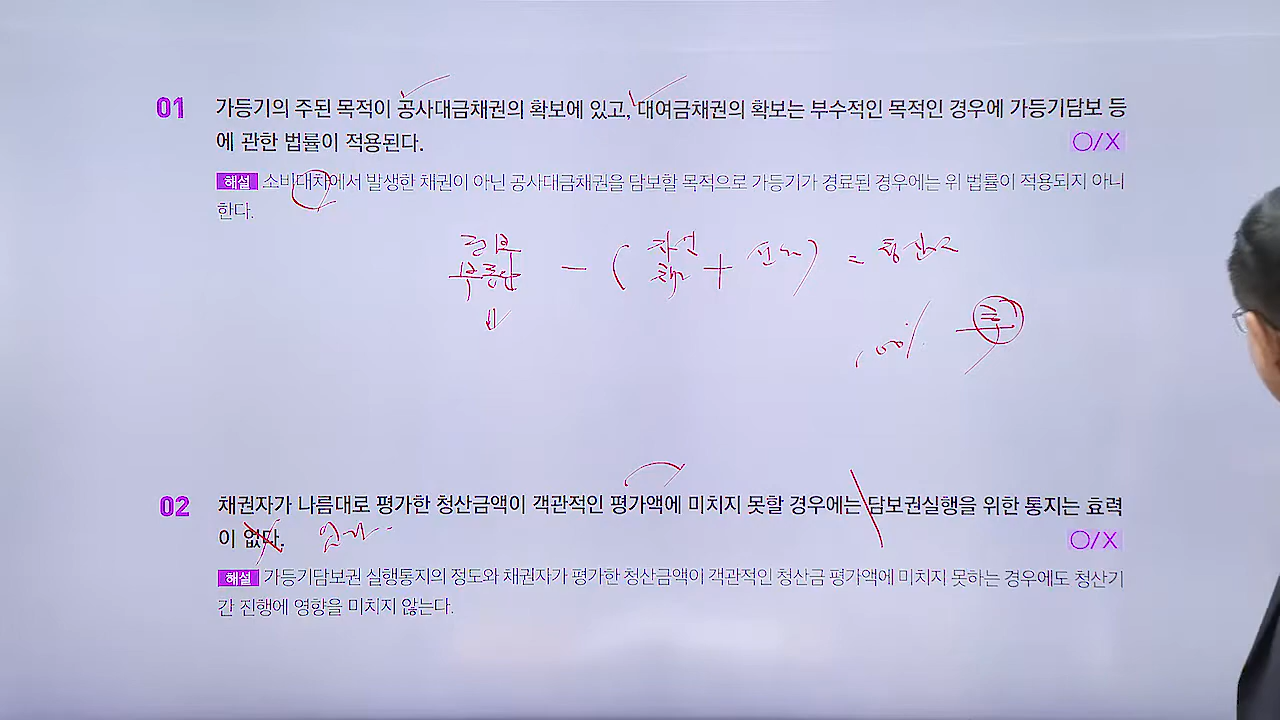 01 가등기의 주된 목적이 공사대금채권의 확보에 있고, 대여금채권의 확보는 부수적인 목적인 경우에 가등기담보 등
에 관한 법률이 적용된다. O/X
해설 소비대차에서 발생한 채권이 아닌 공사대금채권을 담보할 목적으로 가등기가 경료된 경우에는 위 법률이 적용되지 아니
한다.
- ( + ) =
100%
02 채권자가 나름대로 평가한 청산금액이 객관적인 평가액에 미치지 못할 경우에는 담보권실행을 위한 통지는 효력
이 없다. O/X
해설 가등기담보권 실행통지의 정도와 채권자가 평가한 청산금액이 객관적인 청산금 평가액에 미치지 못하는 경우에도 청산기
간 진행에 영향을 미치지 않는다.